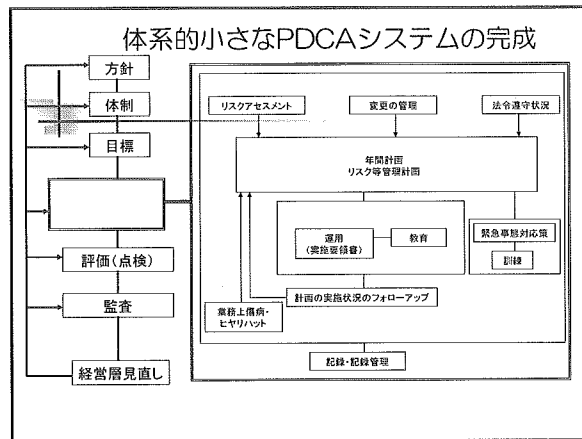 体系的小さなPDCAシステムの完成
方針
体制
目標
評価(点検)
監査
経営層見直し
リスクアセスメント
変更の管理
法令遵守状況
年間計画
リスク等管理計画
運用
(実施要領書)
教育
緊急事態対応策
訓練
計画の実施状況のフォローアップ
業務上傷病・
ヒヤリハット
記録・記録管理